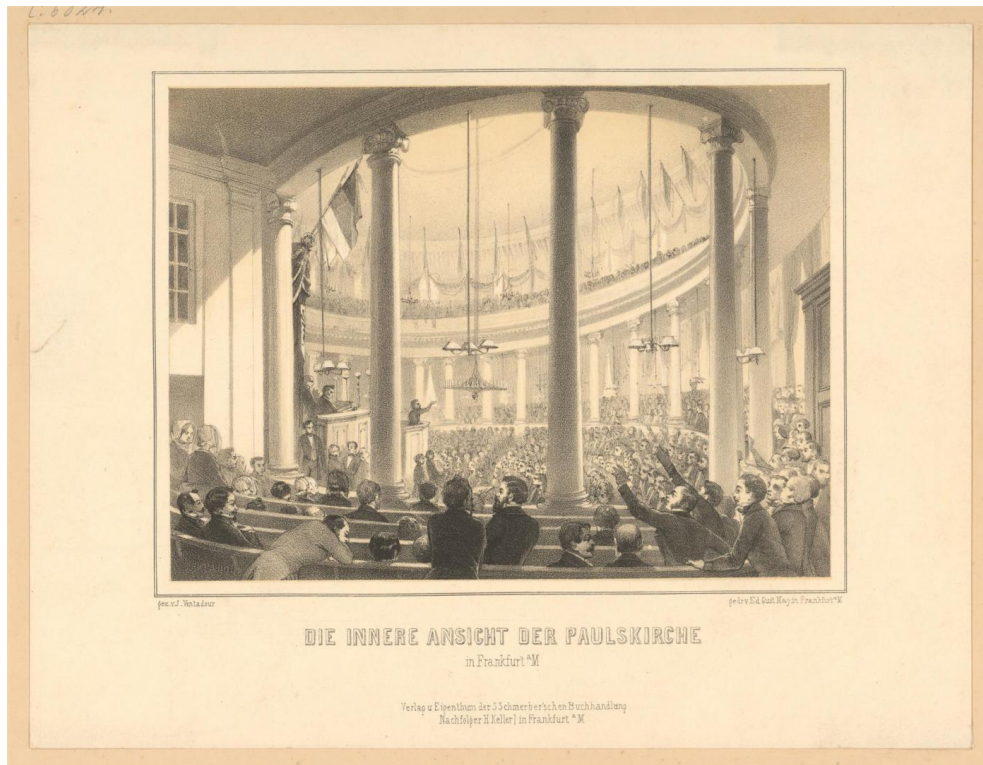 C. GONV.
gez. v. J. Ventadour
gedr. v. Ed. Gust. May in Frankfurt a/M
DIE INNERE ANSICHT DER PAULSKIRCHE
in Frankfurt a/M
Verlag u Eigenthum der S Schmerber'schen Buchhandlung
Nachfolger H Keller) in Frankfurt a/M